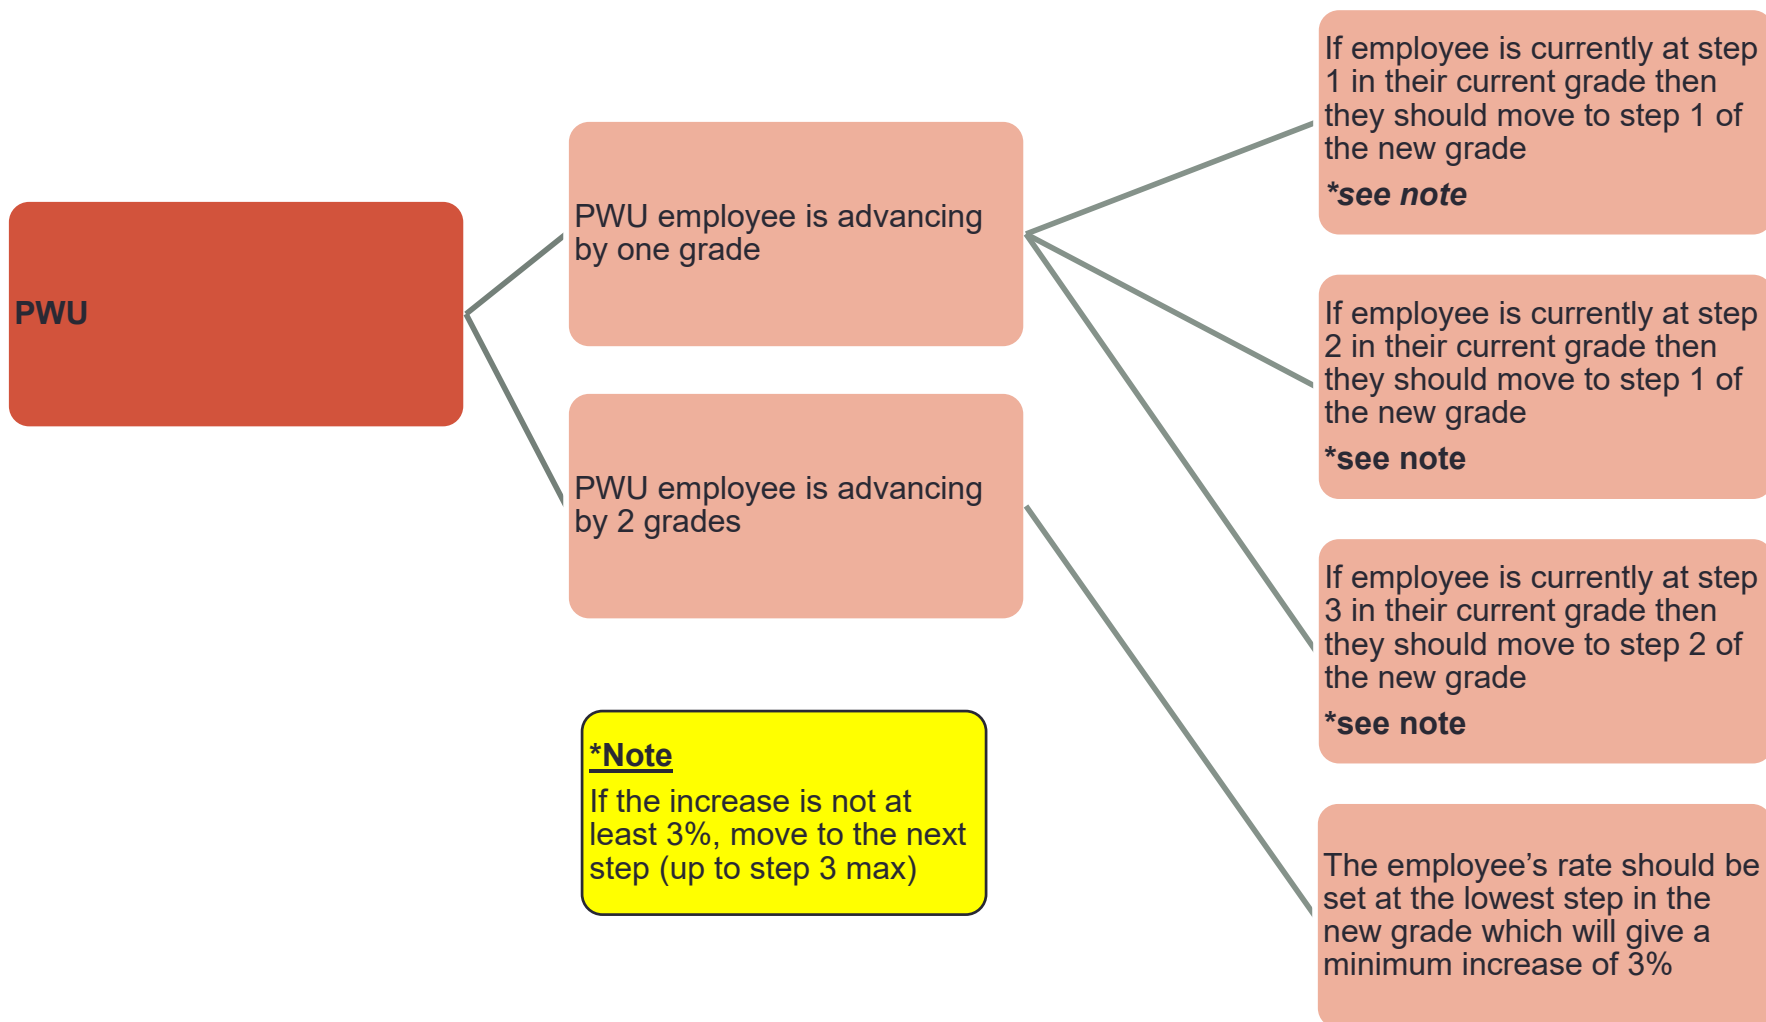 PWU
PWU employee is advancing
by one grade
PWU employee is advancing
by 2 grades
*Note
If the increase is not at
least 3%, move to the next
step (up to step 3 max)
If employee is currently at step
1 in their current grade then
they should move to step 1 of
the new grade
*see note
If employee is currently at step
2 in their current grade then
they should move to step 1 of
the new grade
*see note
If employee is currently at step
3 in their current grade then
they should move to step 2 of
the new grade
*see note
The employee’s rate should be
set at the lowest step in the
new grade which will give a
minimum increase of 3%